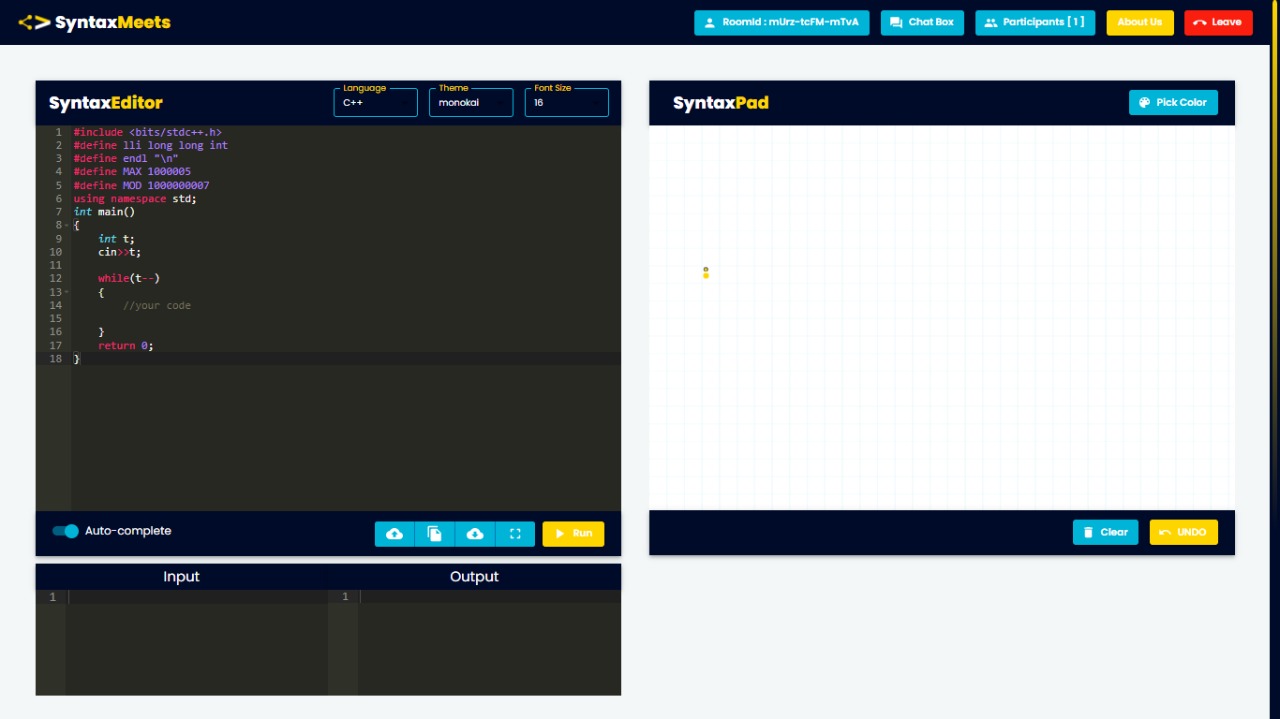 SyntaxMeets
RoomId : mUrz-tcFM-mTvA
Chat Box
Participants [ 1 ]
About Us
Leave
SyntaxEditor
Language
C++
Theme
monokai
Font Size
16
1 #include <bits/stdc++.h>
2 #define lli long long int
3 #define endl "\n"
4 #define MAX 1000005
5 #define MOD 1000000007
6 using namespace std;
7 int main()
8 {
9 int t;
10 cin>>t;
11
12 while(t--)
13 {
14 //your code
15
16 }
17 return 0;
18 }
Auto-complete
Run
Input
Output
1
1
SyntaxPad
Pick Color
Clear
UNDO